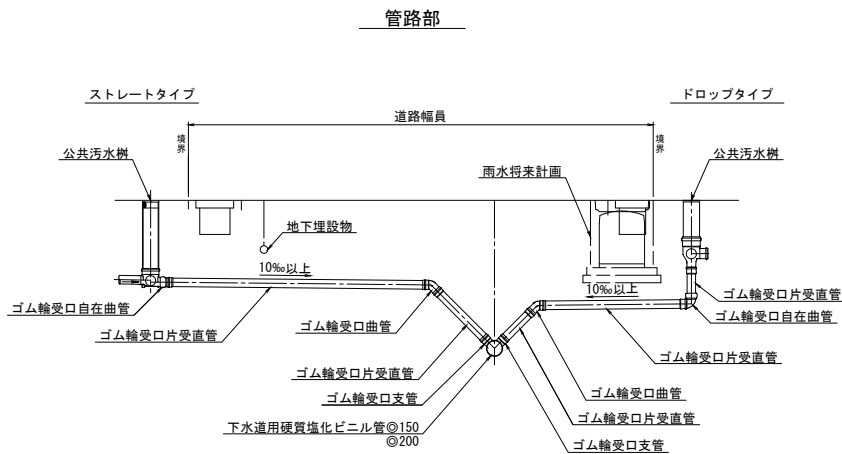 管路部
ストレートタイプ
ドロップタイプ
道路幅員
境界
境界
公共汚水桝
公共汚水桝
雨水将来計画
地下埋設物
10‰以上
10‰以上
ゴム輪受口自在曲管
ゴム輪受口片受直管
ゴム輪受口曲管
ゴム輪受口片受直管
ゴム輪受口支管
下水道用硬質塩化ビニル管◎150
◎200
ゴム輪受口片受直管
ゴム輪受口自在曲管
ゴム輪受口片受直管
ゴム輪受口曲管
ゴム輪受口片受直管
ゴム輪受口支管